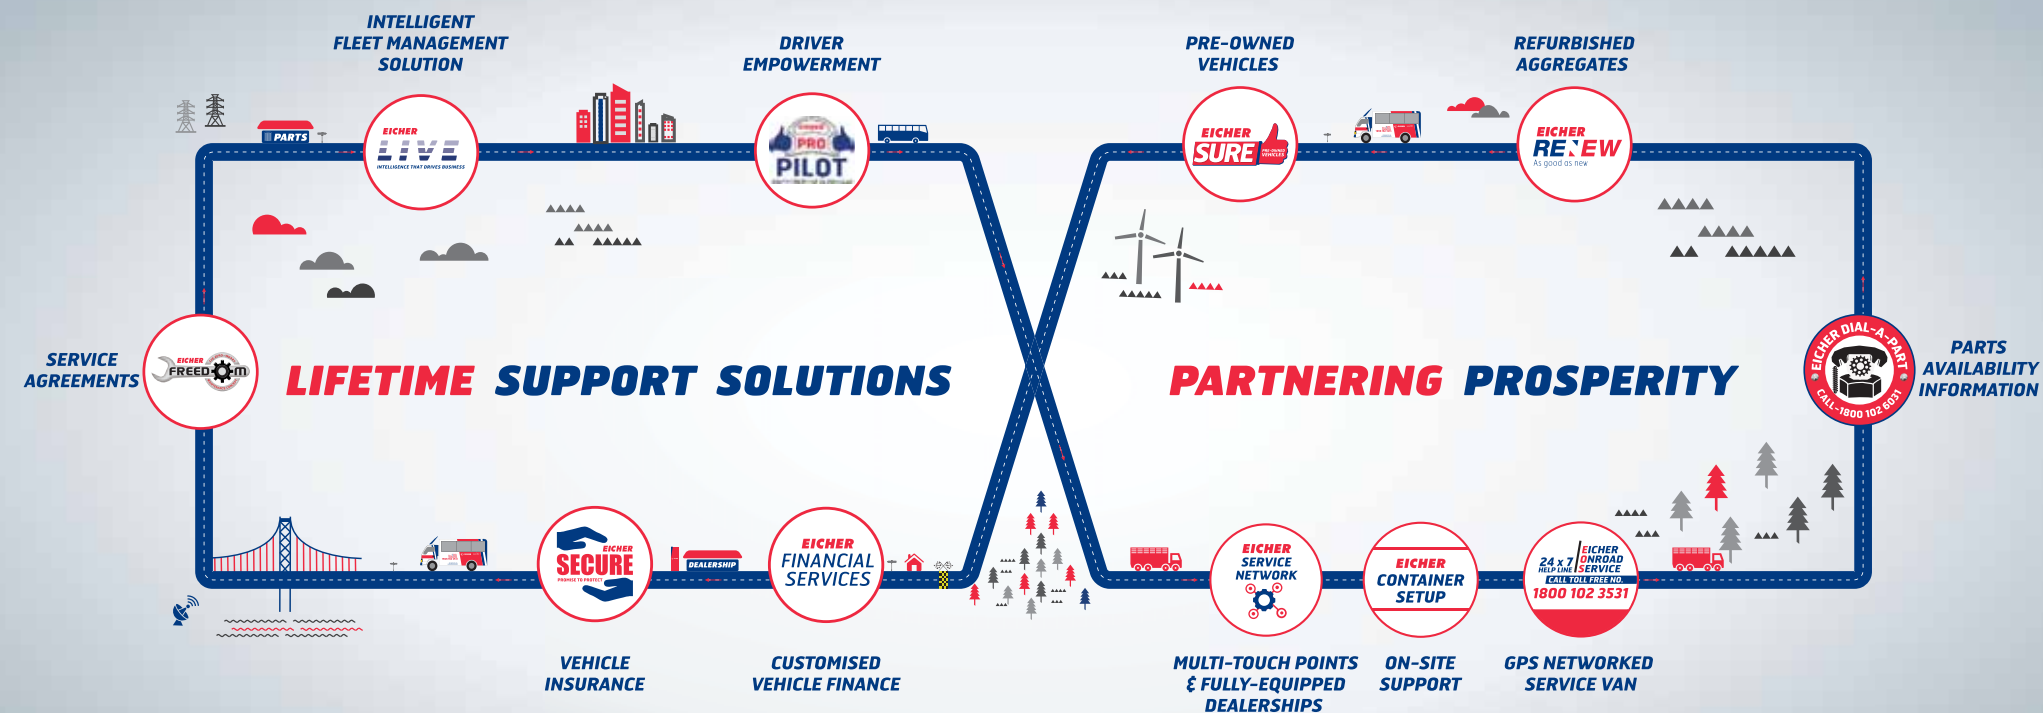 INTELLIGENT
FLEET MANAGEMENT
SOLUTION
DRIVER
EMPOWERMENT
PRE-OWNED
VEHICLES
REFURBISHED
AGGREGATES
PARTS
EICHER
LIVE
INTELLIGENCE THAT DRIVES BUSINESS
PRO
PILOT
EICHER
SURE
PRE-OWNED
VEHICLES
EICHER
RENEW
As good as new
SERVICE
AGREEMENTS
EICHER
FREEDOM
LIFETIME SUPPORT SOLUTIONS
PARTNERING PROSPERITY
EICHER DIAL-A-PART
CALL-1800 102 6031
PARTS
AVAILABILITY
INFORMATION
EICHER
SECURE
PROMISE TO PROTECT
DEALERSHIP
EICHER
FINANCIAL
SERVICES
EICHER
SERVICE
NETWORK
EICHER
CONTAINER
SETUP
24 x 7
HELP LINE
EICHER
ONROAD
SERVICE
CALL TOLL FREE NO.
1800 102 3531
VEHICLE
INSURANCE
CUSTOMISED
VEHICLE FINANCE
MULTI-TOUCH POINTS
& FULLY-EQUIPPED
DEALERSHIPS
ON-SITE
SUPPORT
GPS NETWORKED
SERVICE VAN